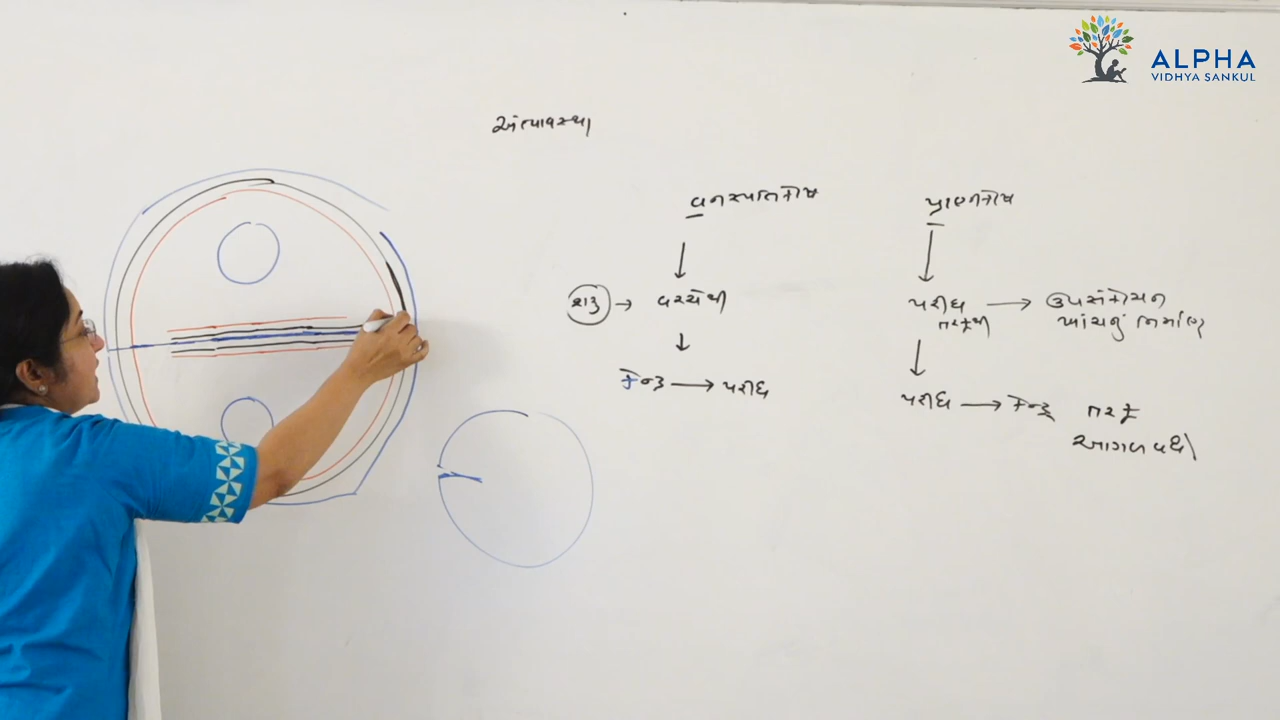 ALPHA
VIDHYA SANKUL
અંત્યાવસ્થા
વનસ્પતિકોષ
પ્રાણીકોષ
શરૂ → વચ્ચેથી
પરીઘ તરફથી → ઉપસંકોચન ખાંચનું નિર્માણ
કેન્દ્ર → પરીઘ
પરીઘ → કેન્દ્ર તરફ
આગળ વધે